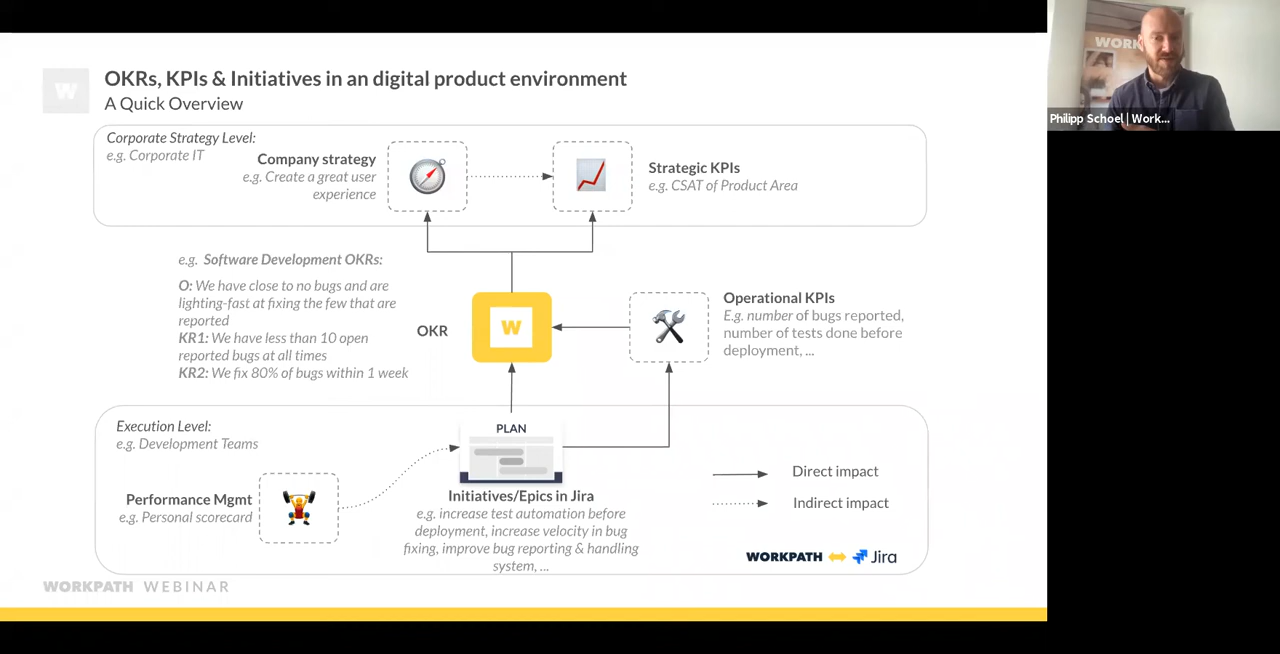 OKRs, KPIs & Initiatives in an digital product environment
A Quick Overview
Corporate Strategy Level:
e.g. Corporate IT
Company strategy
e.g. Create a great user
experience
Strategic KPIs
e.g. CSAT of Product Area
e.g. Software Development OKRs:
O: We have close to no bugs and are
lighting-fast at fixing the few that are
reported
KR1: We have less than 10 open
reported bugs at all times
KR2: We fix 80% of bugs within 1 week
OKR
W
Operational KPIs
E.g. number of bugs reported,
number of tests done before
deployment, ...
Execution Level:
e.g. Development Teams
Performance Mgmt
e.g. Personal scorecard
PLAN
Initiatives/Epics in Jira
e.g. increase test automation before
deployment, increase velocity in bug
fixing, improve bug reporting & handling
system, ...
Direct impact
Indirect impact
WORKPATH Jira
WORKPATH WEBINAR
W
WORK
Philipp Schoel | Work...